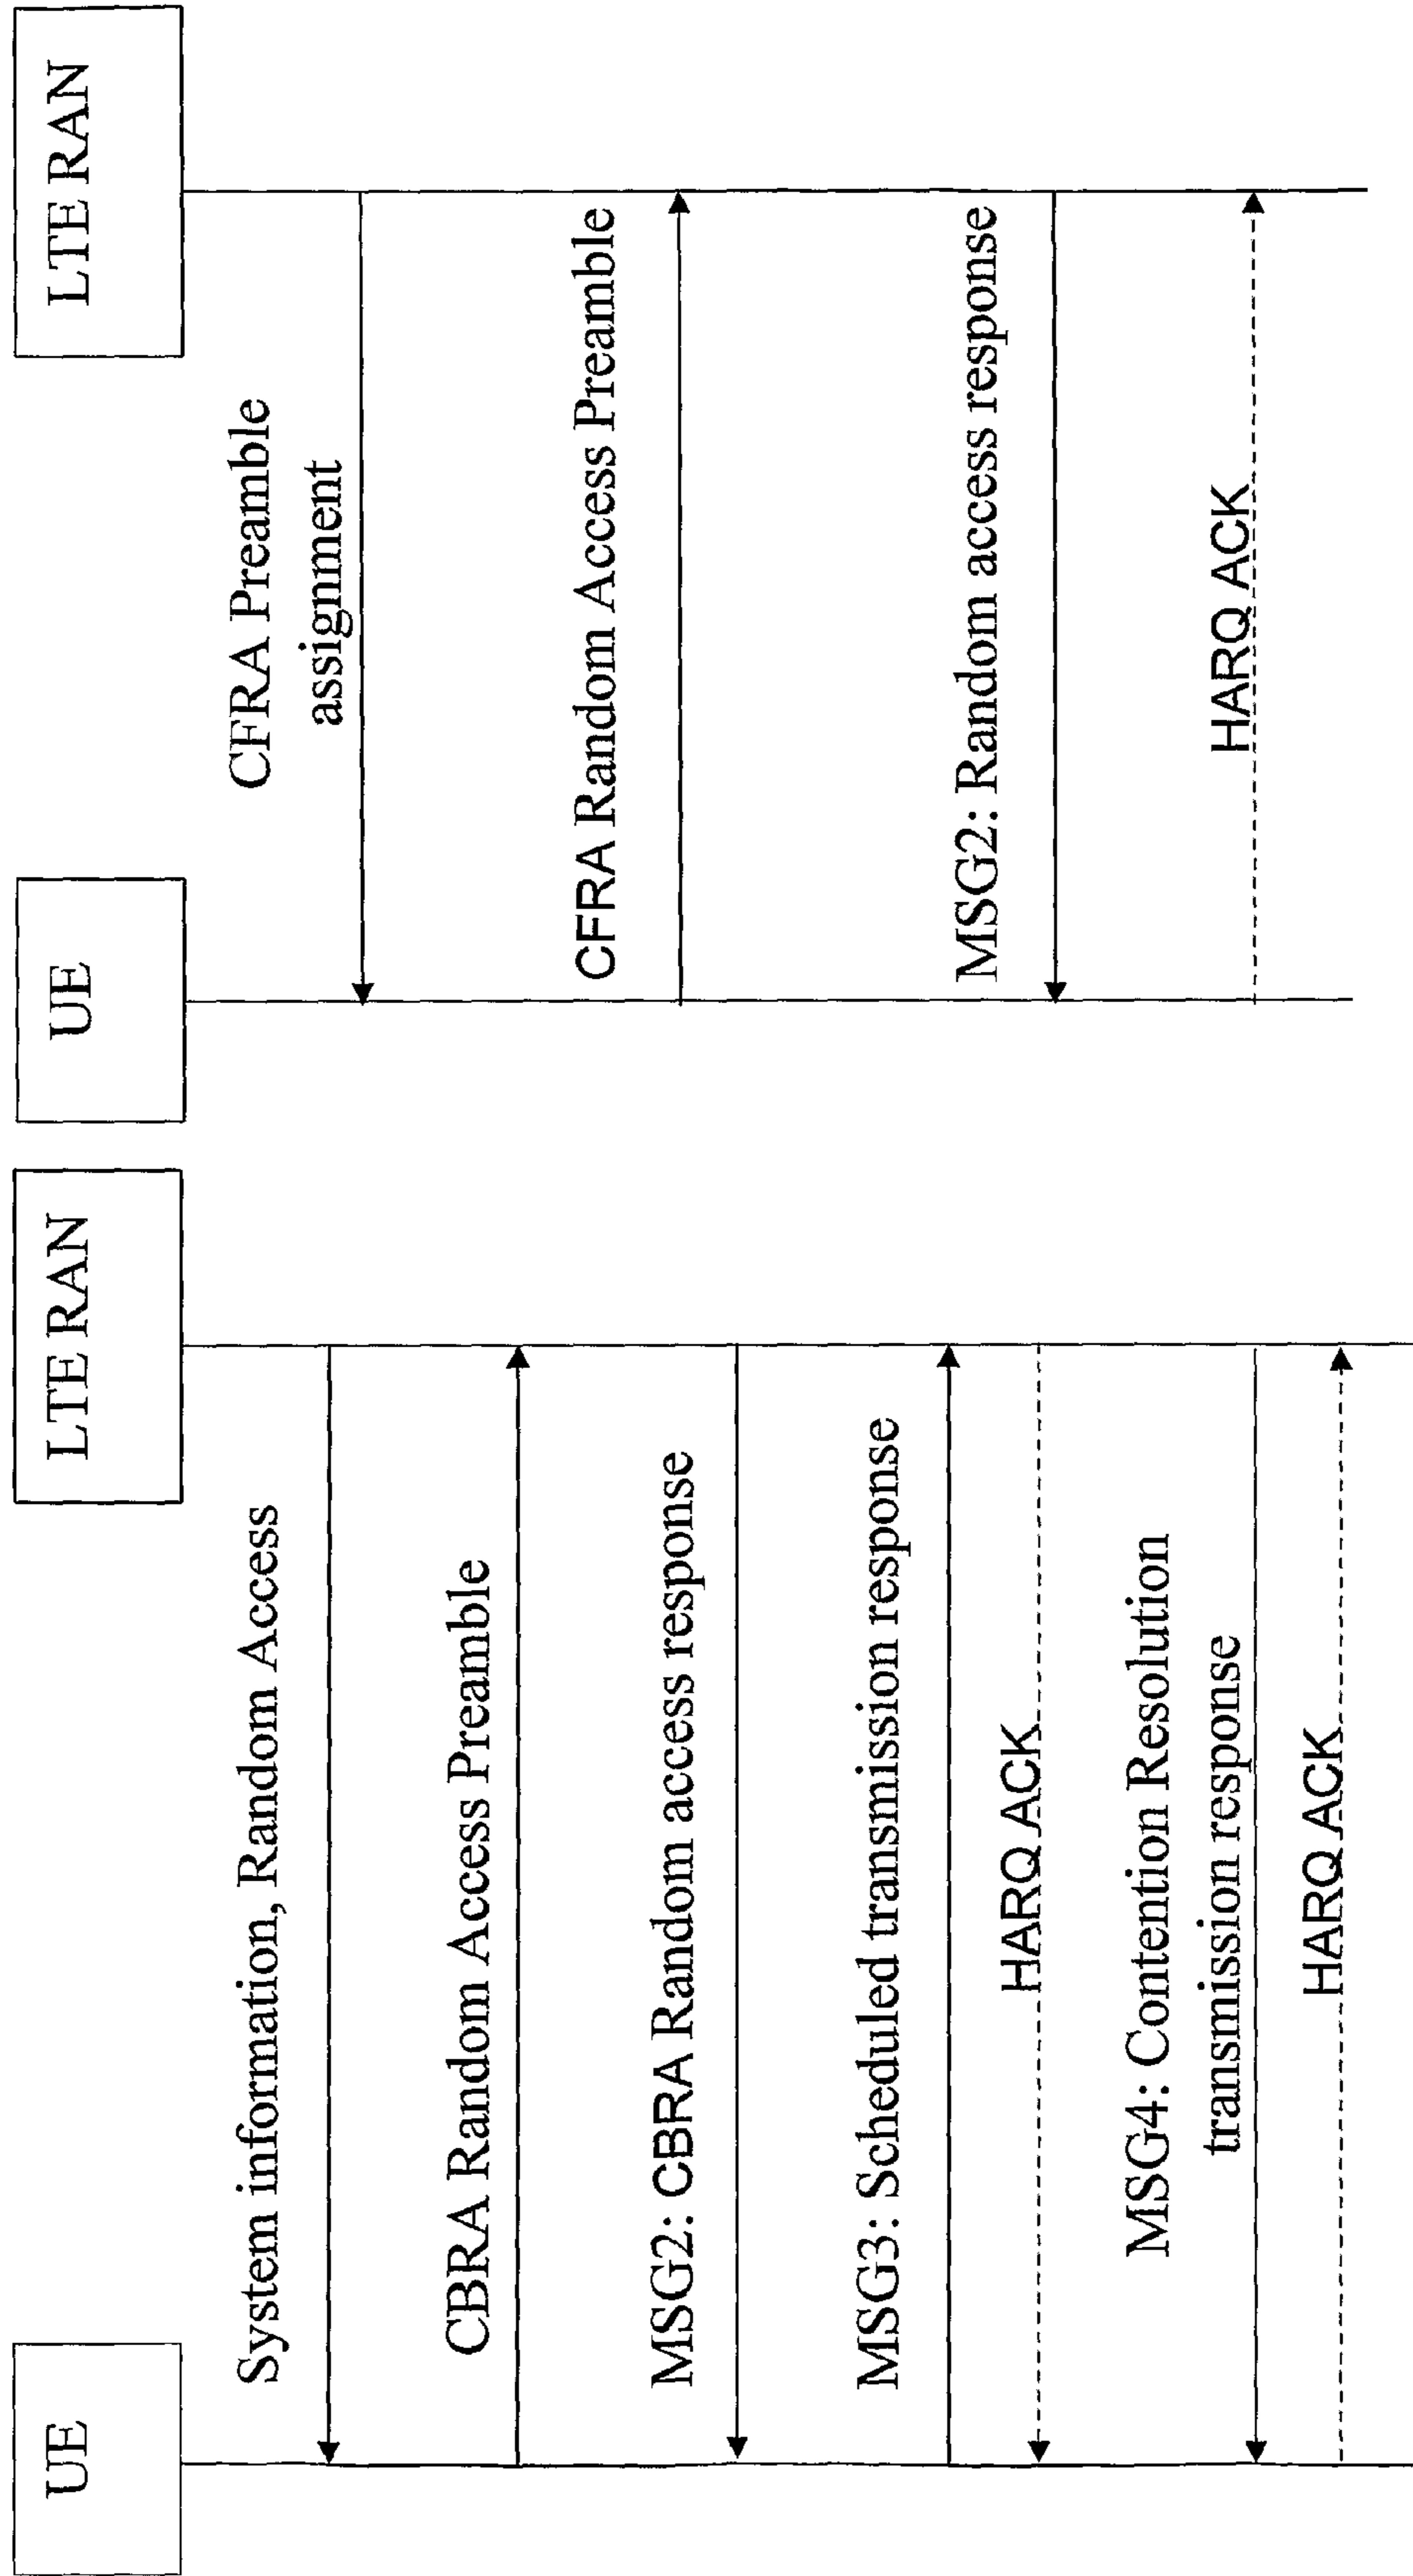 UE
LTE RAN
System information, Random Access
CBRA Random Access Preamble
MSG2: CBRA Random access response
MSG3: Scheduled transmission response
HARQ ACK
MSG4: Contention Resolution
transmission response
HARQ ACK
UE
LTE RAN
CFRA Preamble
assignment
CFRA Random Access Preamble
MSG2: Random access response
HARQ ACK